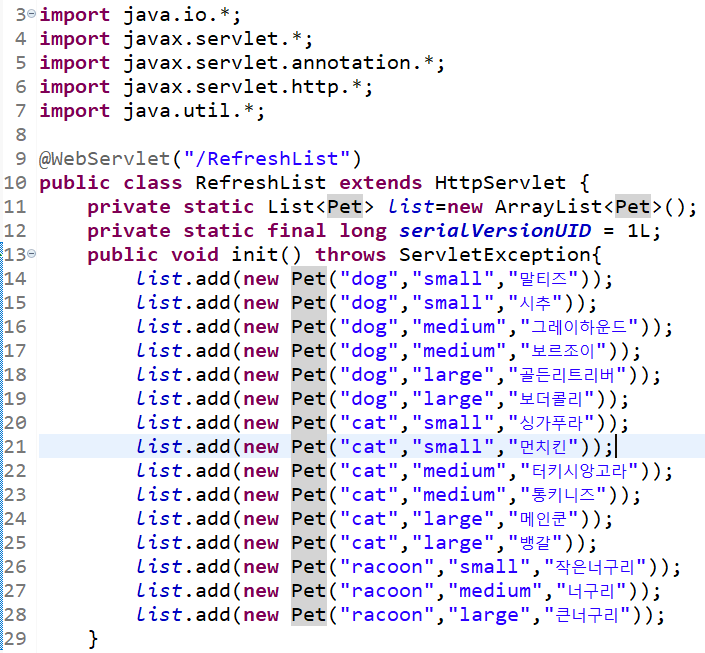 3 import java.io.*;
4 import javax.servlet.*;
5 import javax.servlet.annotation.*;
6 import javax.servlet.http.*;
7 import java.util.*;
8
9 @WebServlet("/RefreshList")
10 public class RefreshList extends HttpServlet {
11     private static List<Pet> list=new ArrayList<Pet>();
12     private static final long serialVersionUID = 1L;
13     public void init() throws ServletException{
14         list.add(new Pet("dog","small","말티즈"));
15         list.add(new Pet("dog","small","시추"));
16         list.add(new Pet("dog","medium","그레이하운드"));
17         list.add(new Pet("dog","medium","보르조이"));
18         list.add(new Pet("dog","large","골든리트리버"));
19         list.add(new Pet("dog","large","보더콜리"));
20         list.add(new Pet("cat","small","싱가푸라"));
21         list.add(new Pet("cat","small","먼치킨"));
22         list.add(new Pet("cat","medium","터키시앙고라"));
23         list.add(new Pet("cat","medium","통키니즈"));
24         list.add(new Pet("cat","large","메인쿤"));
25         list.add(new Pet("cat","large","뱅갈"));
26         list.add(new Pet("racoon","small","작은너구리"));
27         list.add(new Pet("racoon","medium","너구리"));
28         list.add(new Pet("racoon","large","큰너구리"));
29     }